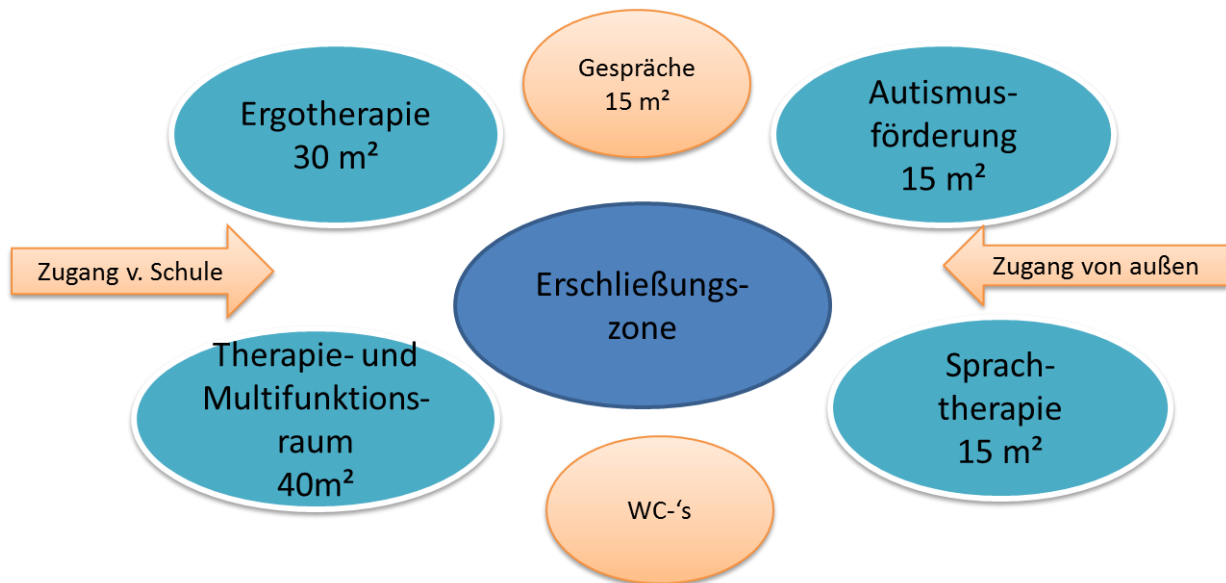 Gespräche
15 m²
Ergotherapie
30 m²
Autismus-
förderung
15 m²
Zugang v. Schule
Erschließungs-
zone
Zugang von außen
Therapie- und
Multifunktions-
raum
40m²
Sprach-
therapie
15 m²
WC-‘s